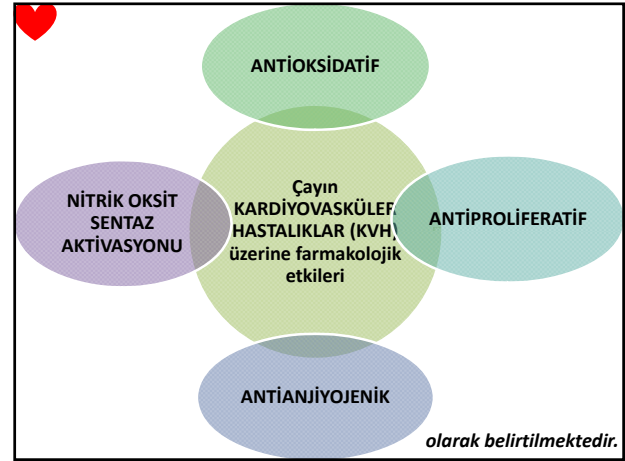 ANTİOKSİDATİF
NİTRİK OKSİT
SENTAZ
AKTİVASYONU
Çayın
KARDİYOVASKÜLER
HASTALIKLAR (KVH)
üzerine farmakolojik
etkileri
ANTİPROLİFERATİF
ANTİANJİYOJENİK
olarak belirtilmektedir.